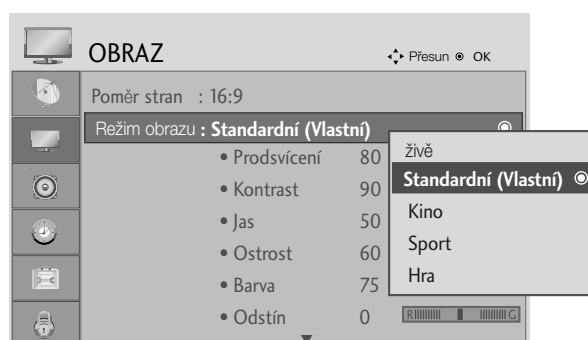 OBRAZ
Přesun OK
Poměr stran : 16:9
Režim obrazu : Standardní (Vlastní)
• Prodsvícení 80
• Kontrast 90
• Jas 50
• Ostrost 60
• Barva 75
• Odstín 0 R G
živě
Standardní (Vlastní)
Kino
Sport
Hra